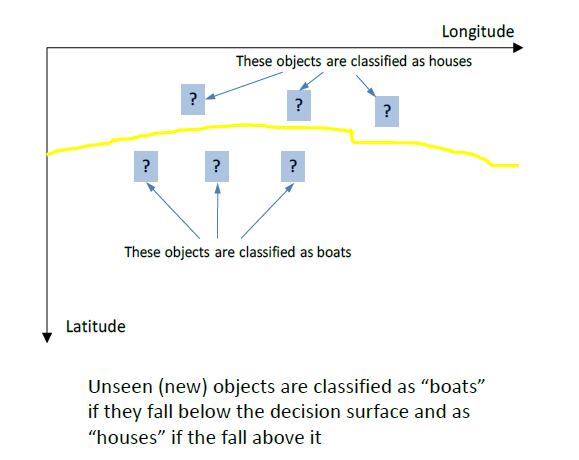 Longitude
These objects are classified as houses
? ? ?
? ? ?
These objects are classified as boats
Latitude
Unseen (new) objects are classified as “boats”
if they fall below the decision surface and as
“houses” if the fall above it